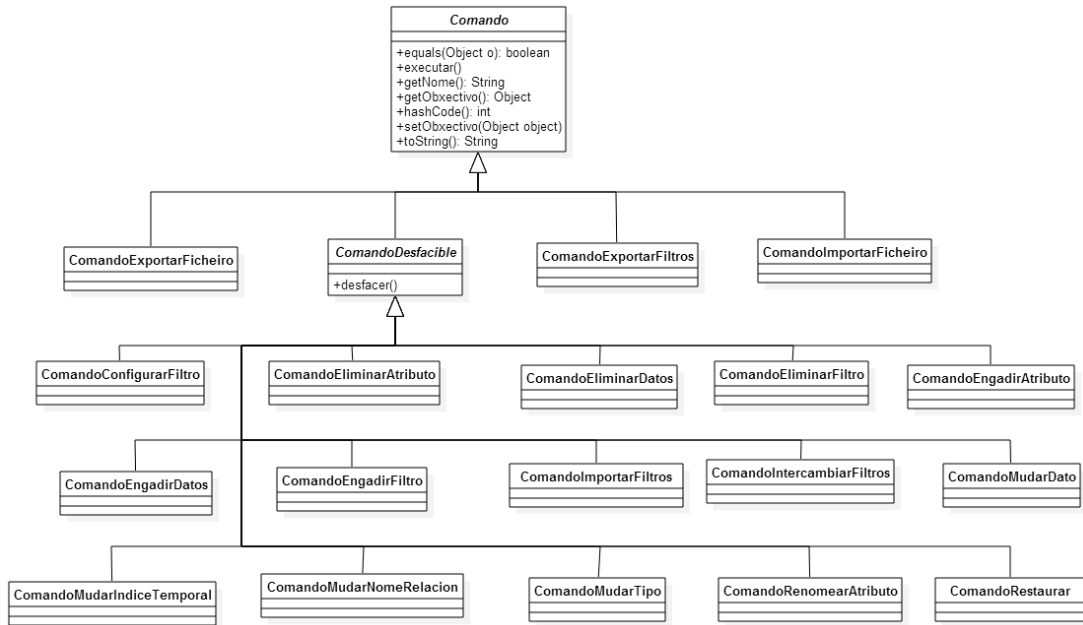 Comando
+equals(Object o): boolean
+executar()
+getNome(): String
+getObxectivo(): Object
+hashCode(): int
+setObxectivo(Object object)
+toString(): String
ComandoExportarFicheiro
ComandoDesfacible
+desfacer()
ComandoExportarFiltros
ComandoImportarFicheiro
ComandoConfigurarFiltro
ComandoEliminarAtributo
ComandoEliminarDatos
ComandoEliminarFiltro
ComandoEngadirAtributo
ComandoEngadirDatos
ComandoEngadirFiltro
ComandoImportarFiltros
ComandoIntercambiarFiltros
ComandoMudarDato
ComandoMudarIndiceTemporal
ComandoMudarNomeRelacion
ComandoMudarTipo
ComandoRenomearAtributo
ComandoRestaurar